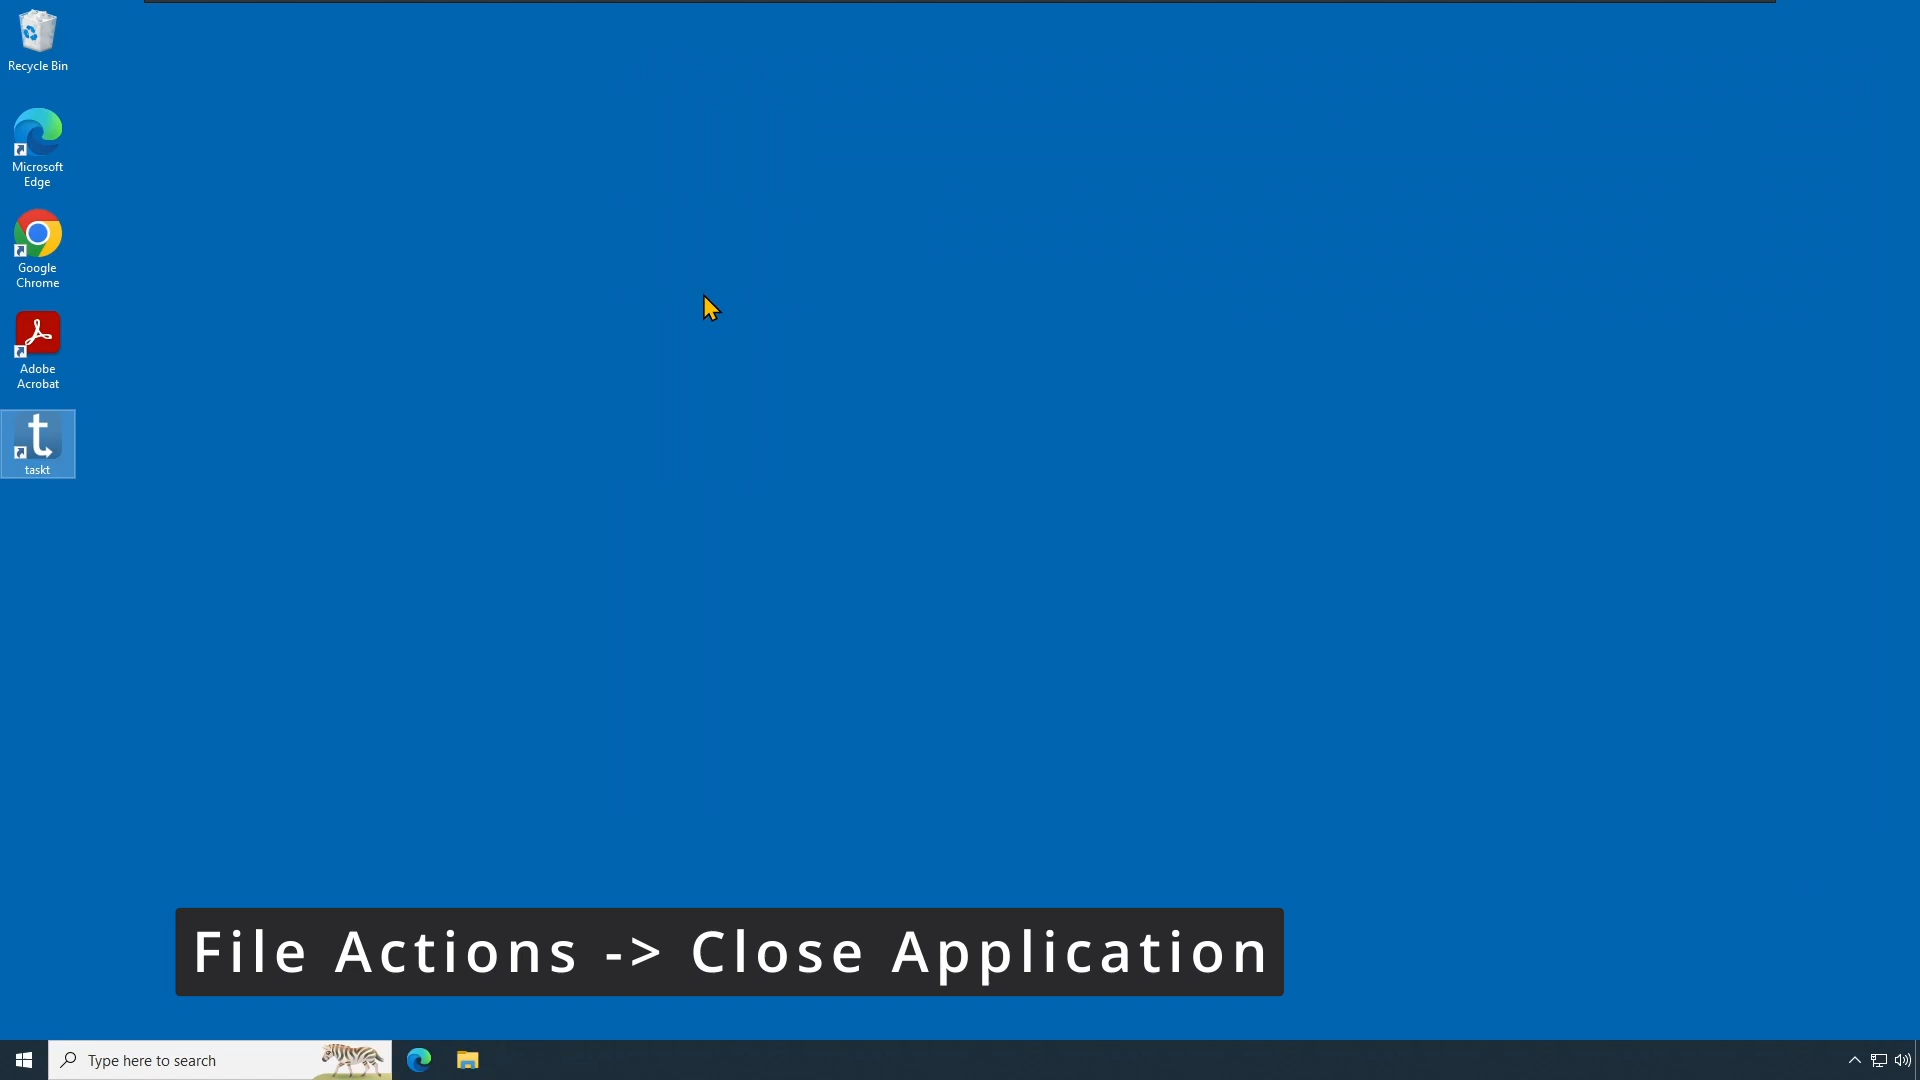 Recycle Bin
Microsoft
Edge
Google
Chrome
Adobe
Acrobat
t
taskt
File Actions -> Close Application
Type here to search